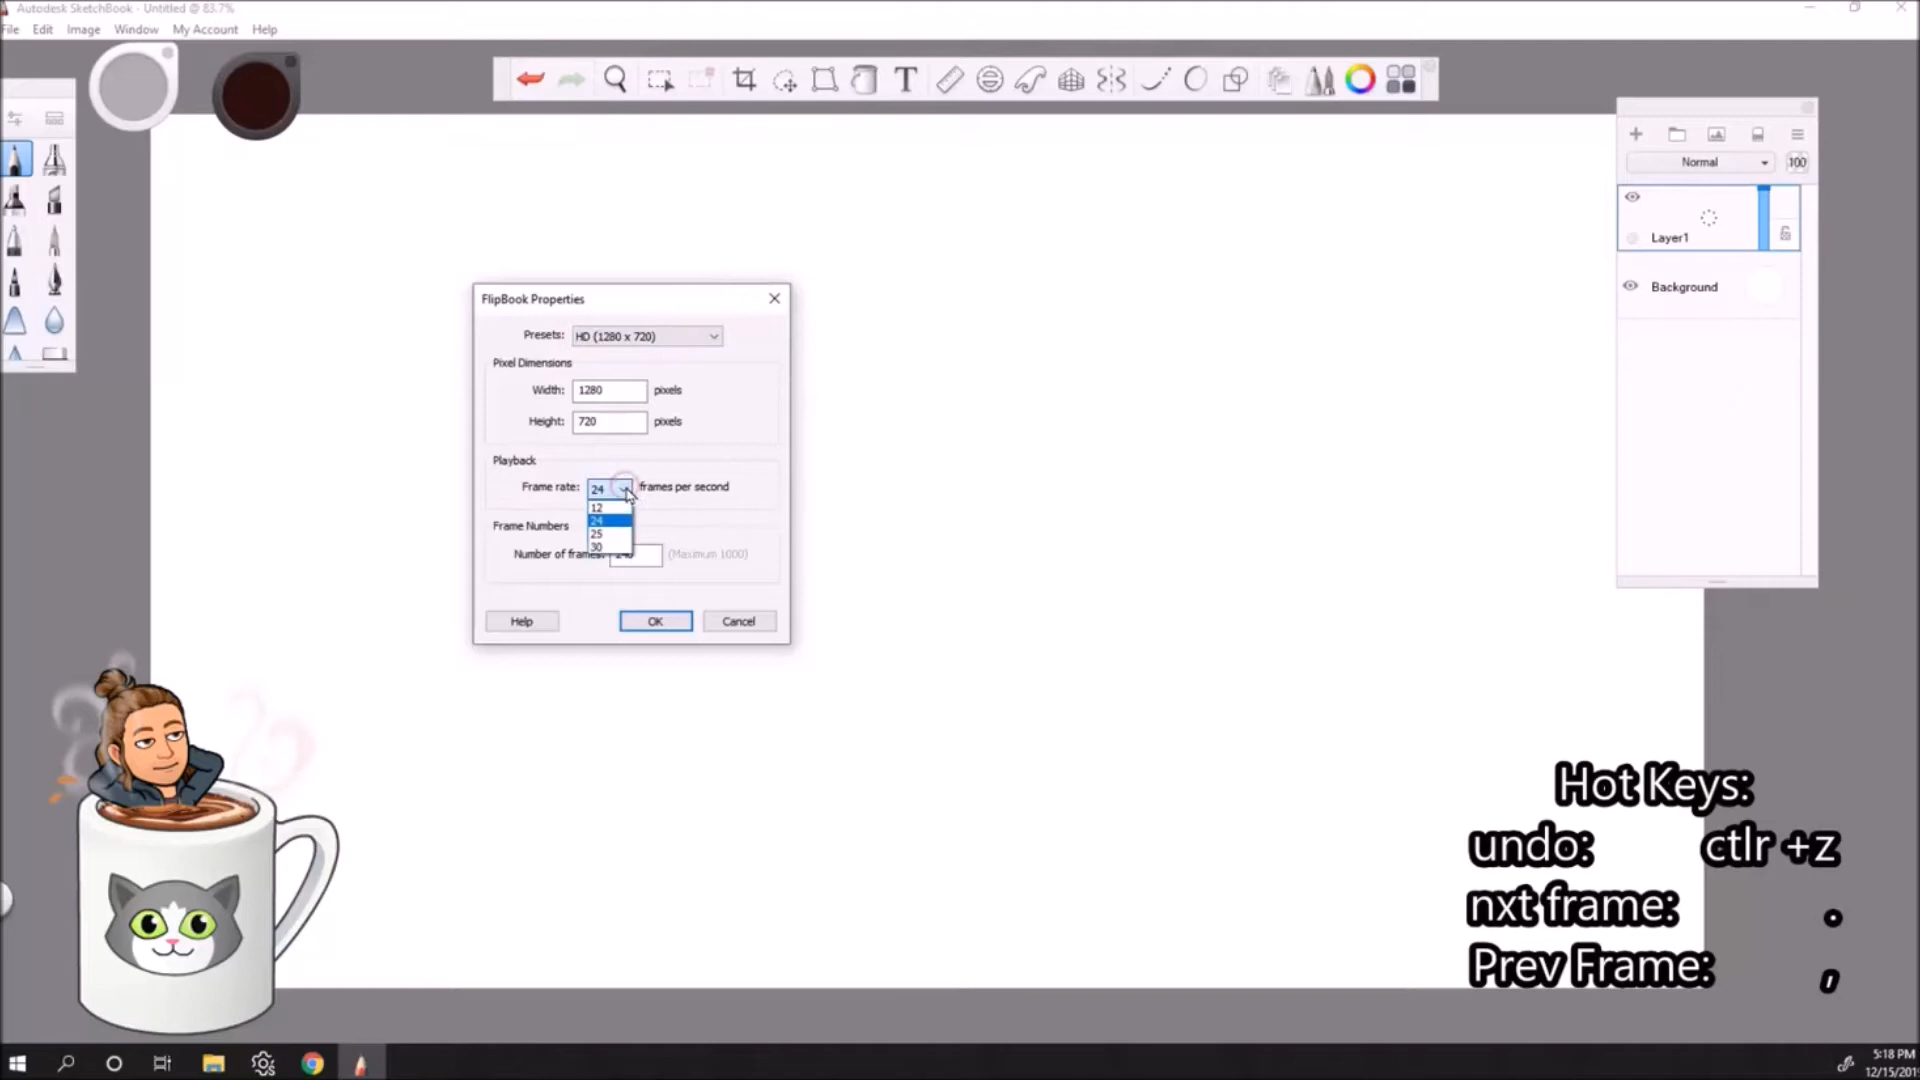 Autodesk SketchBook - Untitled @ 83.7%
File Edit Image Window My Account Help
T
Normal 100
Layer1
Background
FlipBook Properties
Presets: HD (1280 x 720)
Pixel Dimensions
Width: 1280 pixels
Height: 720 pixels
Playback
Frame rate: 24 frames per second
12
24
25
30
Frame Numbers
Number of frames: (Maximum 1000)
Help OK Cancel
Hot Keys:
undo: ctlr +z
nxt frame: .
Prev Frame: ,
5:18 PM